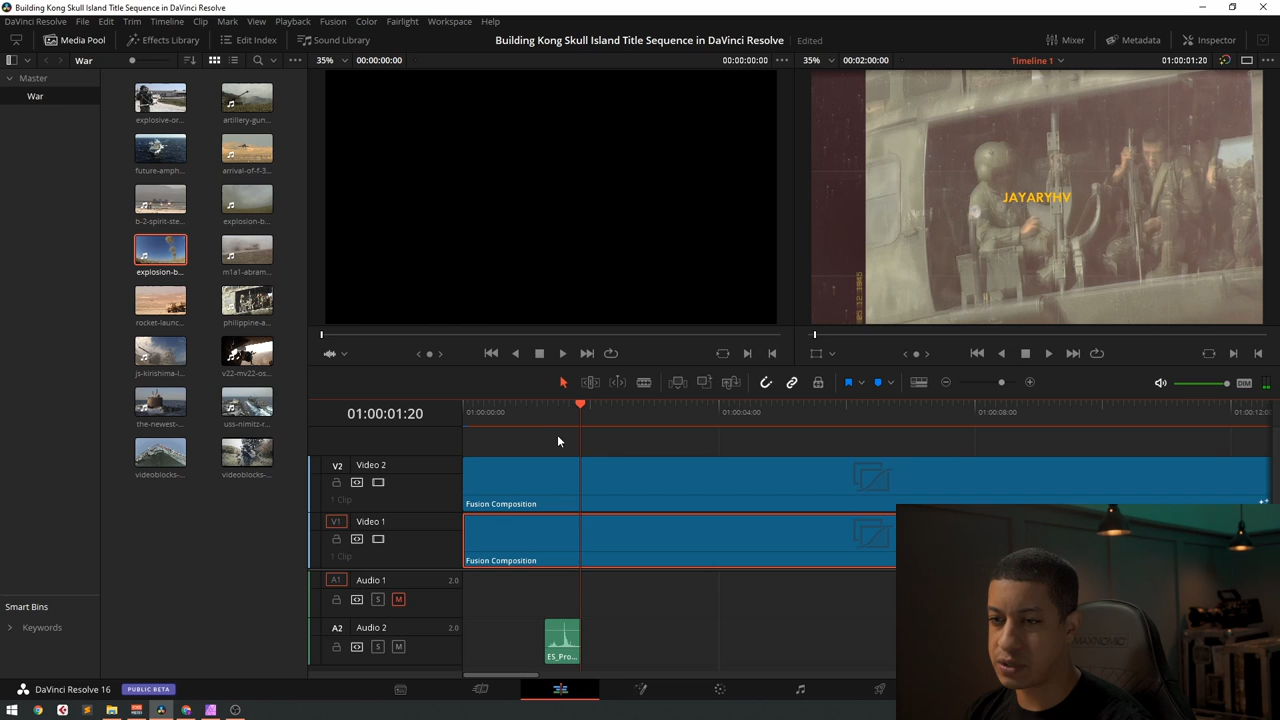 Building Kong Skull Island Title Sequence in DaVinci Resolve
DaVinci Resolve File Edit Trim Timeline Clip Mark View Playback Fusion Color Fairlight Workspace Help
Media Pool Effects Library Edit Index Sound Library Building Kong Skull Island Title Sequence in DaVinci Resolve Edited Mixer Metadata Inspector
War 35% 00:00:00:00 00:00:00:00 35% 00:02:00:00 Timeline 1 01:00:01:20
Master
War
explosive-or... artillery-gun...
future-amph... arrival-of-f-3...
b-2-spirit-ste... explosion-b...
explosion-b... m1a1-abram...
rocket-launc... philippine-a...
js-kirishima-i... v22-mv22-os...
the-newest-... uss-nimitz-r...
videoblocks-... videoblocks-...
JAYARYHV
DIM
01:00:01:20 01:00:00:00 01:00:04:00 01:00:08:00 01:00:12:0
V2 Video 2
1 Clip
Fusion Composition
V1 Video 1
1 Clip
Fusion Composition
A1 Audio 1 2.0
S M
A2 Audio 2 2.0
S M
ES_Pro...
Smart Bins
Keywords
DaVinci Resolve 16 PUBLIC BETA
MAXNOMIC